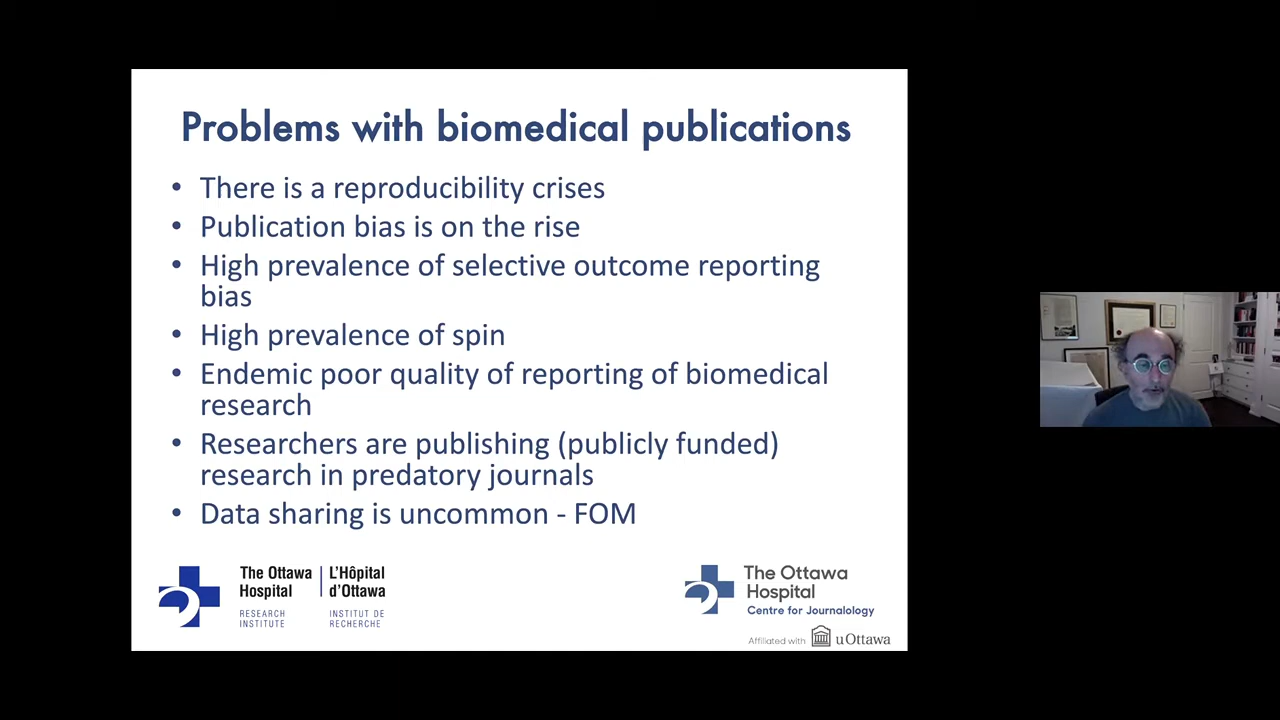 Problems with biomedical publications
• There is a reproducibility crises
• Publication bias is on the rise
• High prevalence of selective outcome reporting
bias
• High prevalence of spin
• Endemic poor quality of reporting of biomedical
research
• Researchers are publishing (publicly funded)
research in predatory journals
• Data sharing is uncommon - FOM
The Ottawa
Hospital
RESEARCH
INSTITUTE
L'Hôpital
d'Ottawa
INSTITUT DE
RECHERCHE
The Ottawa
Hospital
Centre for Journalology
Affiliated with uOttawa